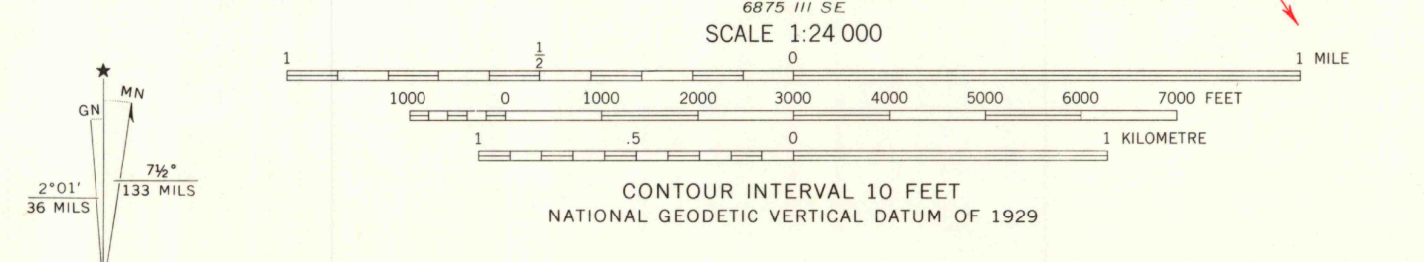 6875 III SE
SCALE 1:24 000
1 ½ 0 1 MILE
1000 0 1000 2000 3000 4000 5000 6000 7000 FEET
1 .5 0 1 KILOMETRE
CONTOUR INTERVAL 10 FEET
NATIONAL GEODETIC VERTICAL DATUM OF 1929
★
GN
MN
2°01′
36 MILS
7½°
133 MILS